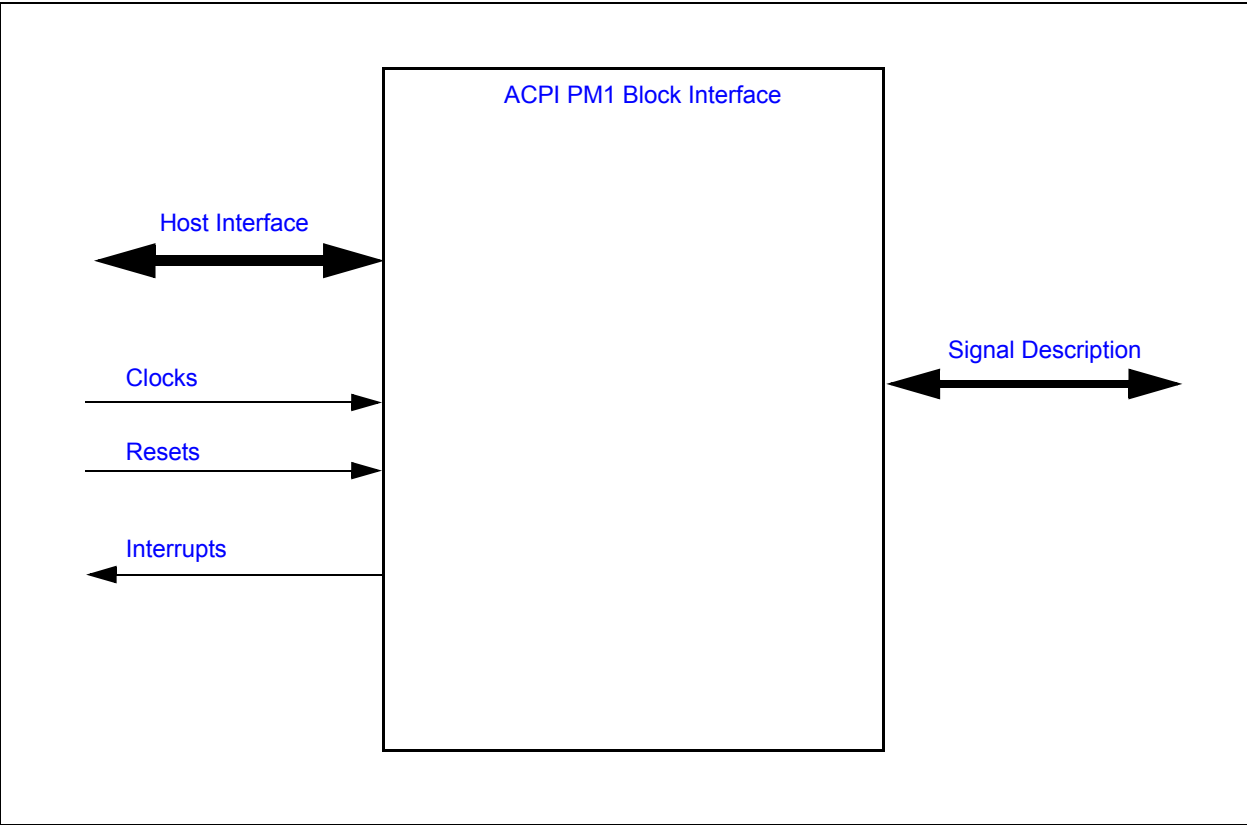 ACPI PM1 Block Interface
Host Interface
Signal Description
Clocks
Resets
Interrupts